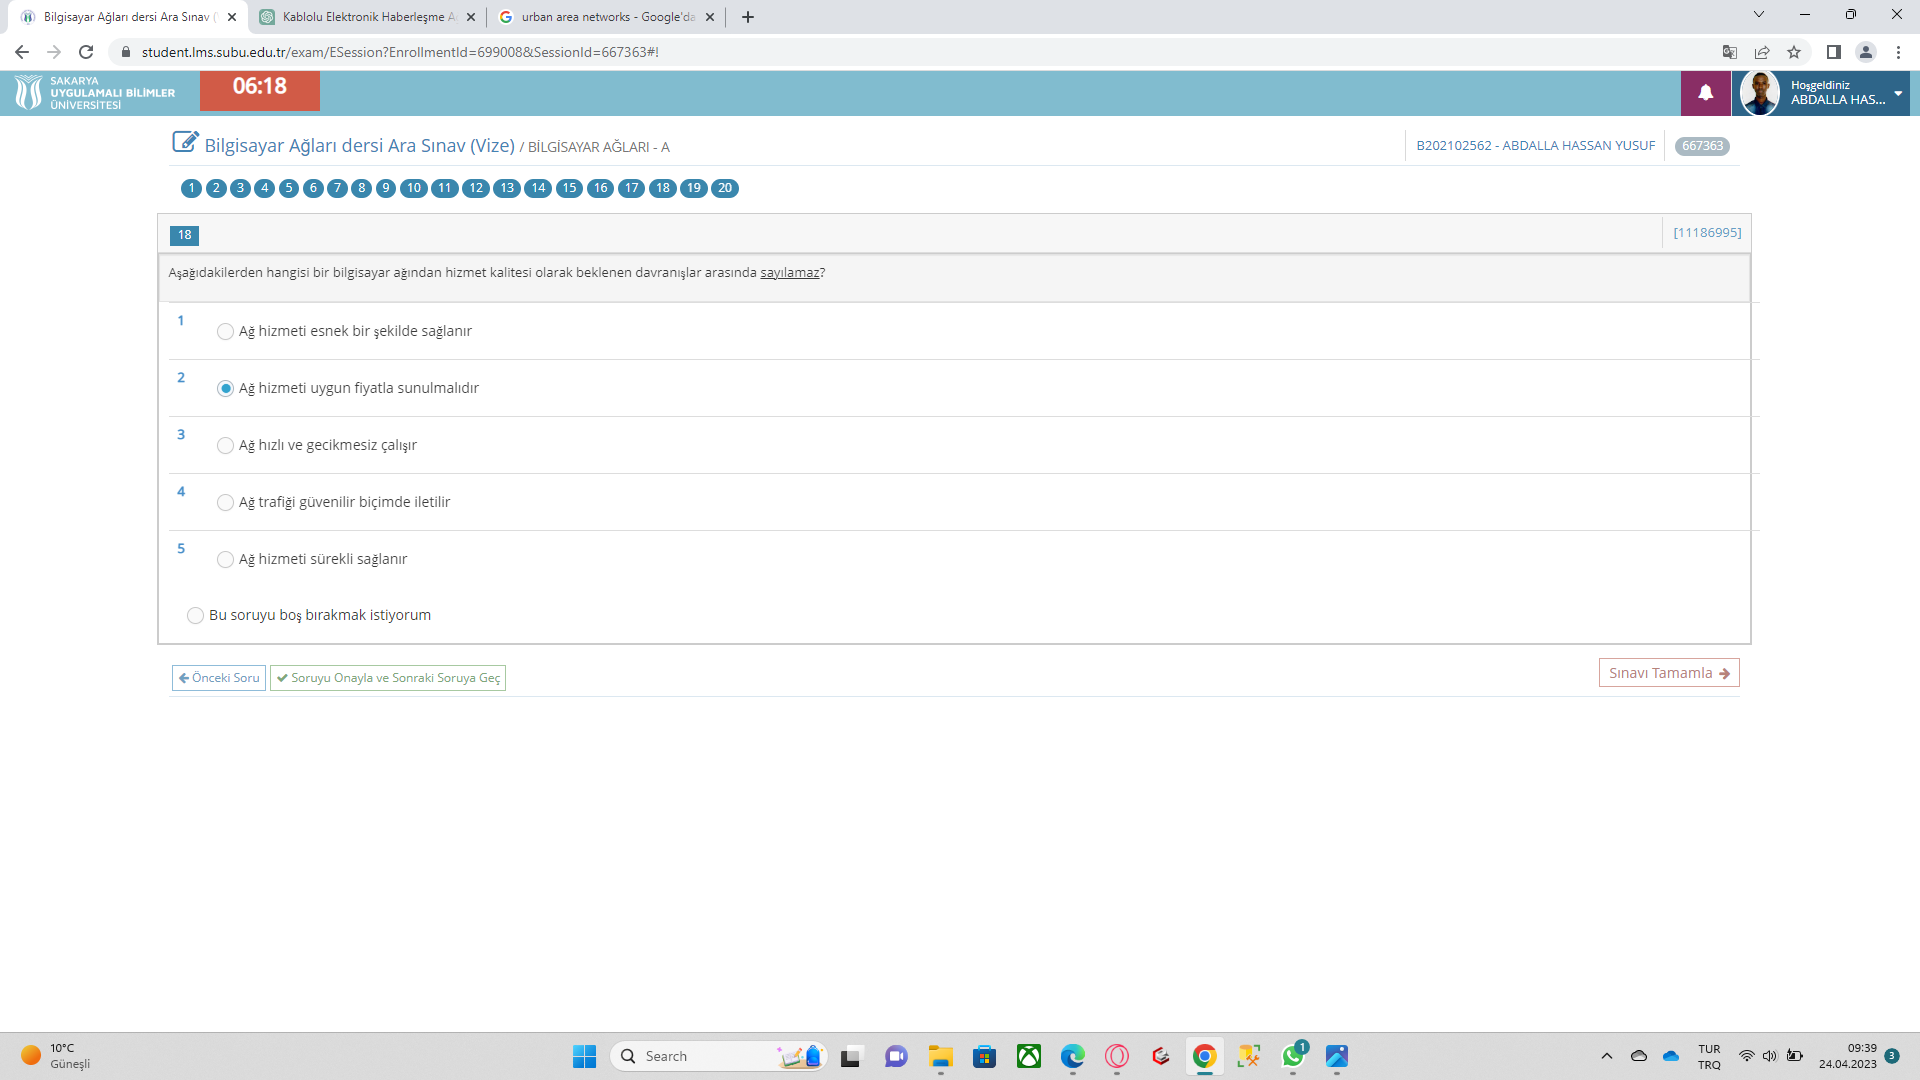 Bilgisayar Ağları dersi Ara Sınav (
Kablolu Elektronik Haberleşme A
urban area networks - Google'da
student.lms.subu.edu.tr/exam/ESession?EnrollmentId=699008&SessionId=667363#!
SAKARYA
UYGULAMALI BİLİMLER
ÜNİVERSİTESİ
06:18
Hoşgeldiniz
ABDALLA HAS...
Bilgisayar Ağları dersi Ara Sınav (Vize) / BİLGİSAYAR AĞLARI - A
B202102562 - ABDALLA HASSAN YUSUF
667363
1 2 3 4 5 6 7 8 9 10 11 12 13 14 15 16 17 18 19 20
18
[11186995]
Aşağıdakilerden hangisi bir bilgisayar ağından hizmet kalitesi olarak beklenen davranışlar arasında sayılamaz?
1
Ağ hizmeti esnek bir şekilde sağlanır
2
Ağ hizmeti uygun fiyatla sunulmalıdır
3
Ağ hızlı ve gecikmesiz çalışır
4
Ağ trafiği güvenilir biçimde iletilir
5
Ağ hizmeti sürekli sağlanır
Bu soruyu boş bırakmak istiyorum
Önceki Soru
Soruyu Onayla ve Sonraki Soruya Geç
Sınavı Tamamla
10°C
Güneşli
Search
1
TUR
TRQ
09:39
24.04.2023
3